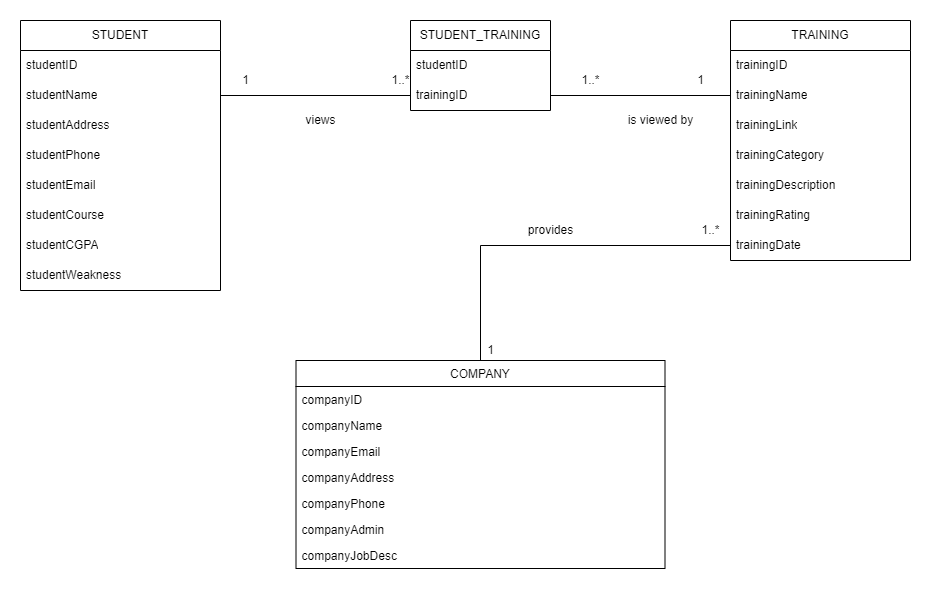 STUDENT
studentID
studentName
studentAddress
studentPhone
studentEmail
studentCourse
studentCGPA
studentWeakness
1
1..*
views
STUDENT_TRAINING
studentID
trainingID
1..*
1
is viewed by
TRAINING
trainingID
trainingName
trainingLink
trainingCategory
trainingDescription
trainingRating
trainingDate
provides
1..*
1
COMPANY
companyID
companyName
companyEmail
companyAddress
companyPhone
companyAdmin
companyJobDesc